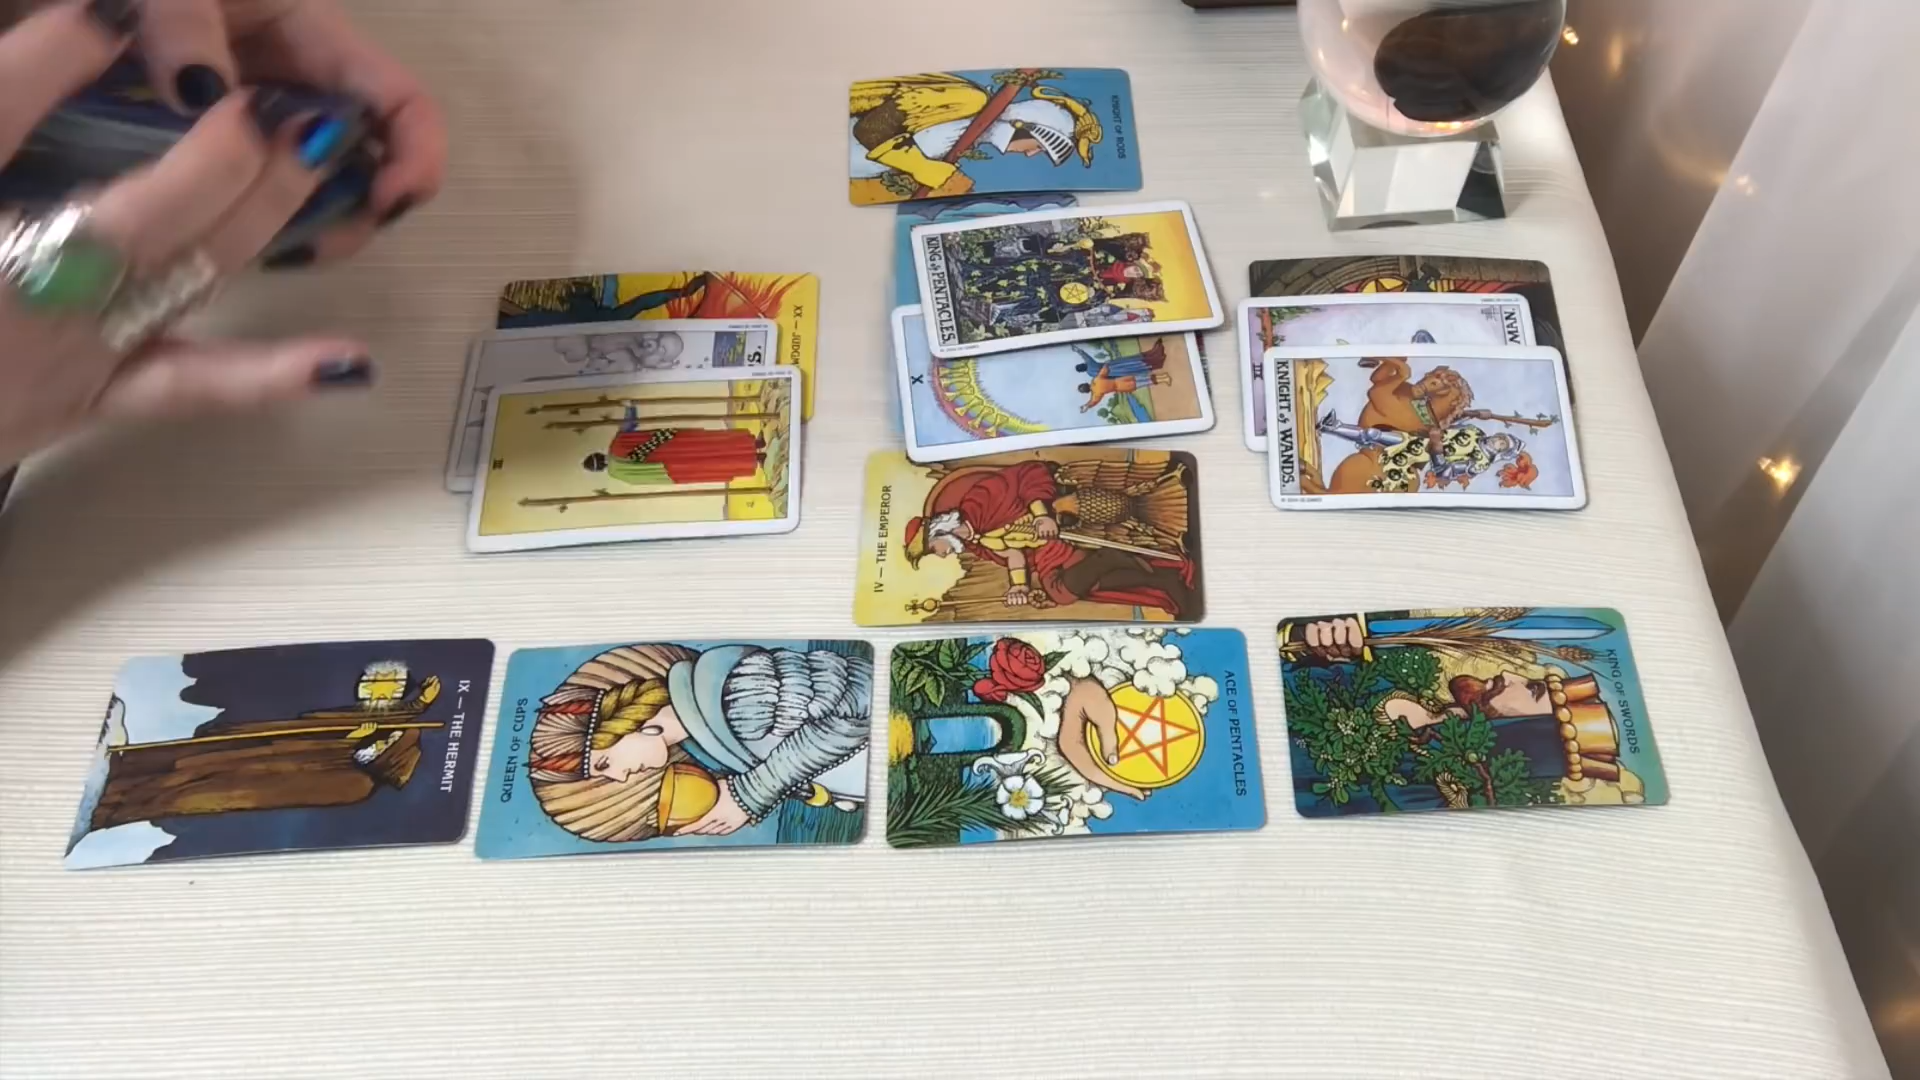 KNIGHT OF RODS
KING of PENTACLES.
XX — JUDGM
S.
III
X
MAN.
KNIGHT of WANDS.
IV — THE EMPEROR
IX — THE HERMIT
QUEEN OF CUPS
ACE OF PENTACLES
KING OF SWORDS